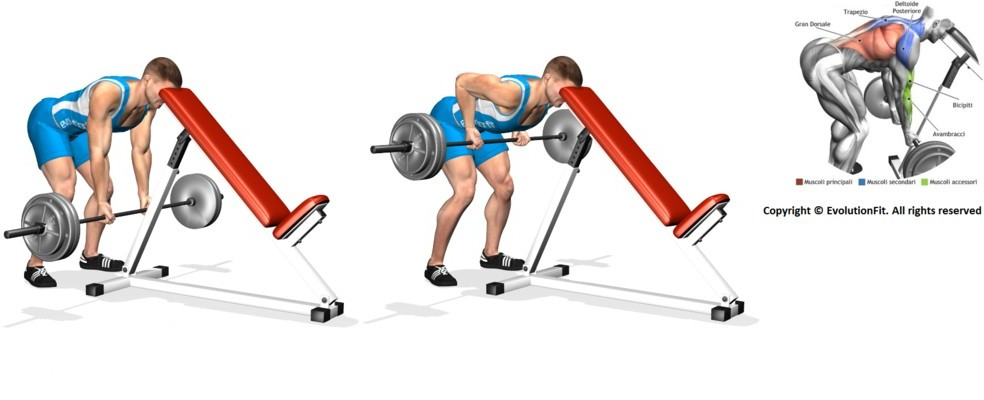 Deltoide
Trapezio
Posteriore
Gran Dorsale
Bicipiti
Avambracci
Muscoli principali
Muscoli secondari
Muscoli accessori
Copyright © EvolutionFit. All rights reserved